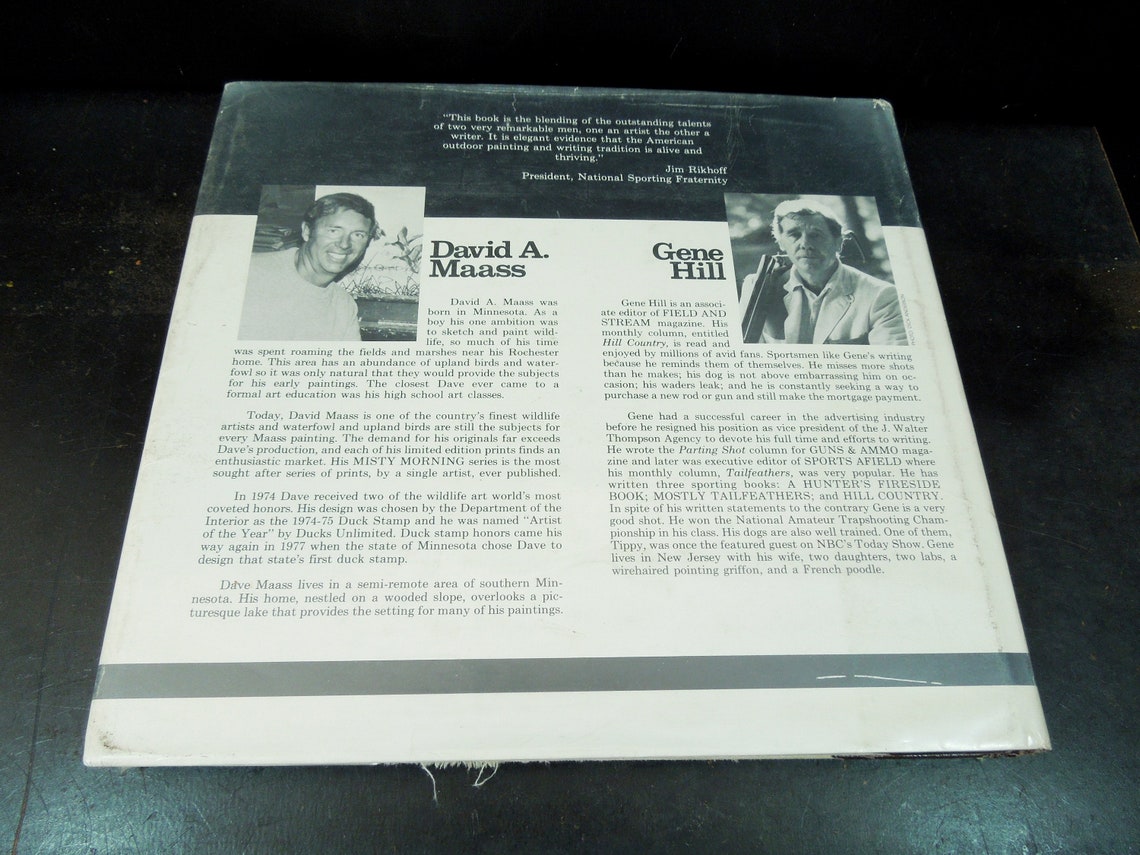 "This book is the blending of the outstanding talents
of two very remarkable men, one an artist the other a
writer. It is elegant evidence that the American
outdoor painting and writing tradition is alive and
thriving."
Jim Rikhoff
President, National Sporting Fraternity
David A.
Maass
David A. Maass was
born in Minnesota. As a
boy his one ambition was
to sketch and paint wild-
life, so much of his time
was spent roaming the fields and marshes near his Rochester
home. This area has an abundance of upland birds and water-
fowl so it was only natural that they would provide the subjects
for his early paintings. The closest Dave ever came to a
formal art education was his high school art classes.
Today, David Maass is one of the country's finest wildlife
artists and waterfowl and upland birds are still the subjects for
every Maass painting. The demand for his originals far exceeds
Dave's production, and each of his limited edition prints finds an
enthusiastic market. His MISTY MORNING series is the most
sought after series of prints, by a single artist, ever published.
In 1974 Dave received two of the wildlife art world's most
coveted honors. His design was chosen by the Department of the
Interior as the 1974-75 Duck Stamp and he was named "Artist
of the Year" by Ducks Unlimited. Duck stamp honors came his
way again in 1977 when the state of Minnesota chose Dave to
design that state's first duck stamp.
Dave Maass lives in a semi-remote area of southern Min-
nesota. His home, nestled on a wooded slope, overlooks a pic-
turesque lake that provides the setting for many of his paintings.
Gene
Hill
Gene Hill is an associ-
ate editor of FIELD AND
STREAM magazine. His
monthly column, entitled
Hill Country, is read and
enjoyed by millions of avid fans. Sportsmen like Gene's writing
because he reminds them of themselves. He misses more shots
than he makes; his dog is not above embarrassing him on oc-
casion; his waders leak; and he is constantly seeking a way to
purchase a new rod or gun and still make the mortgage payment.
Gene had a successful career in the advertising industry
before he resigned his position as vice president of the J. Walter
Thompson Agency to devote his full time and efforts to writing.
He wrote the Parting Shot column for GUNS & AMMO maga-
zine and later was executive editor of SPORTS AFIELD where
his monthly column, Tailfeathers, was very popular. He has
written three sporting books: A HUNTER'S FIRESIDE
BOOK; MOSTLY TAILFEATHERS; and HILL COUNTRY.
In spite of his written statements to the contrary Gene is a very
good shot. He won the National Amateur Trapshooting Cham-
pionship in his class. His dogs are also well trained. One of them,
Tippy, was once the featured guest on NBC's Today Show. Gene
lives in New Jersey with his wife, two daughters, two labs, a
wirehaired pointing griffon, and a French poodle.